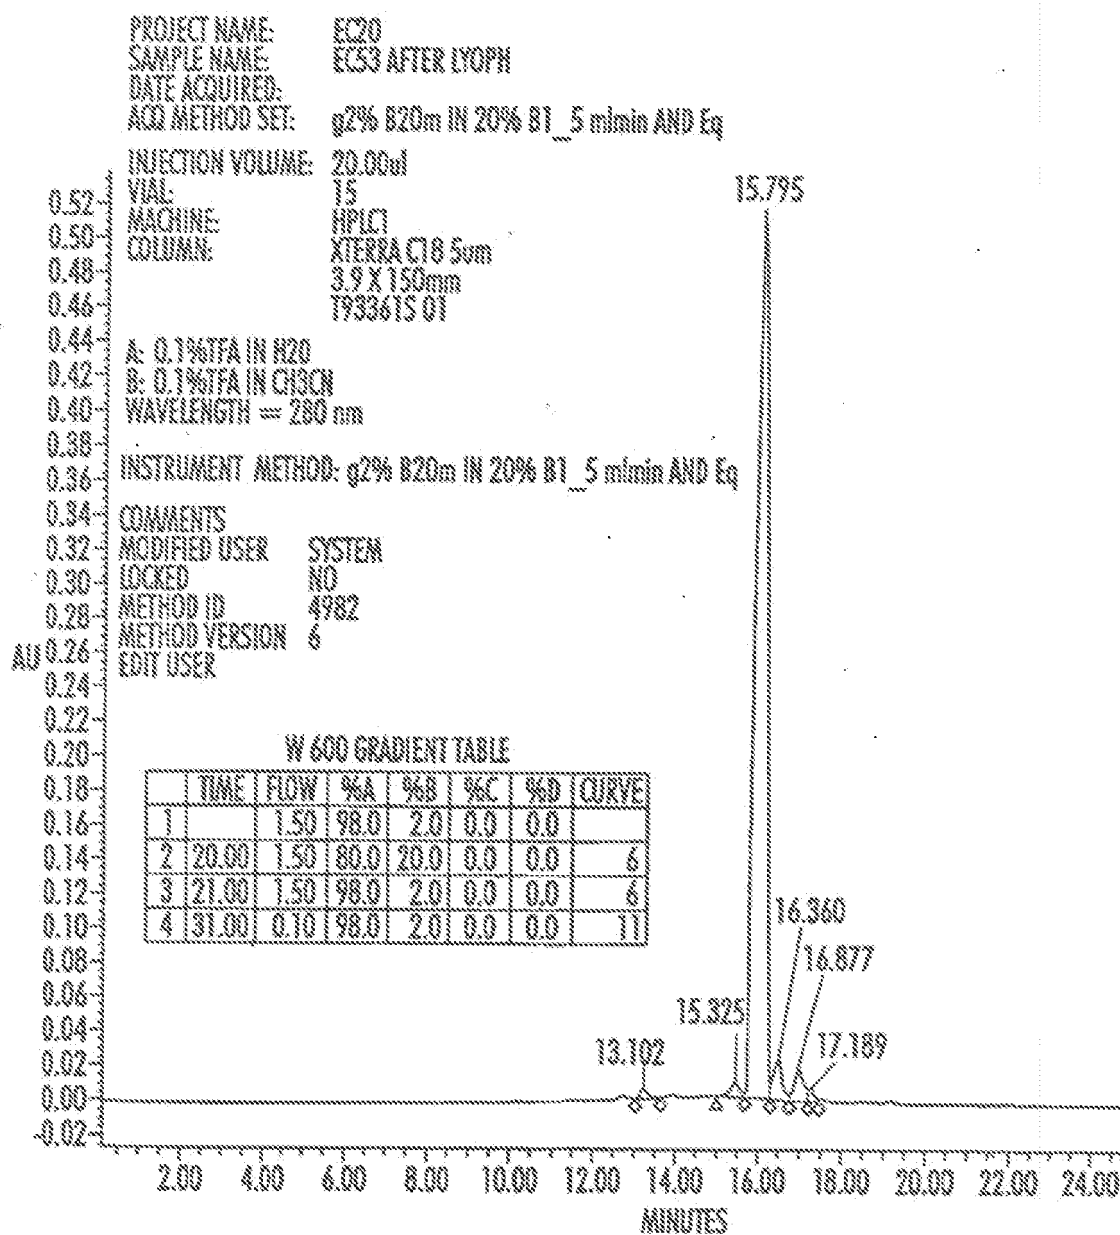 PROJECT NAME: EC20
SAMPLE NAME: EC53 AFTER LYOPH
DATE ACQUIRED:
ACQ METHOD SET: g2% B20m IN 20% B1_5 mlmin AND Eq
INJECTION VOLUME: 20.00ul
VIAL: 15
MACHINE: HPLC1
COLUMN: XTERRA C18 5um
3.9 X 150mm
T93361S 01
A: 0.1%TFA IN H20
B: 0.1%TFA IN CH3CN
WAVELENGTH = 280 nm
INSTRUMENT METHOD: g2% B20m IN 20% B1_5 mlmin AND Eq
COMMENTS
MODIFIED USER SYSTEM
LOCKED NO
METHOD ID 4982
METHOD VERSION 6
EDIT USER
W 600 GRADIENT TABLE
TIME FLOW %A %B %C %D CURVE
1 1.50 98.0 2.0 0.0 0.0
2 20.00 1.50 80.0 20.0 0.0 0.0 6
3 21.00 1.50 98.0 2.0 0.0 0.0 6
4 31.00 0.10 98.0 2.0 0.0 0.0 11
AU
0.52
0.50
0.48
0.46
0.44
0.42
0.40
0.38
0.36
0.34
0.32
0.30
0.28
0.26
0.24
0.22
0.20
0.18
0.16
0.14
0.12
0.10
0.08
0.06
0.04
0.02
0.00
-0.02
13.102
15.325
15.795
16.360
16.877
17.189
2.00 4.00 6.00 8.00 10.00 12.00 14.00 16.00 18.00 20.00 22.00 24.00
MINUTES